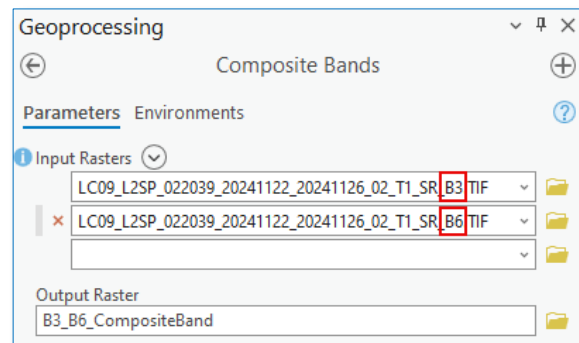 Geoprocessing
Composite Bands
Parameters Environments
Input Rasters
LC09_L2SP_022039_20241122_20241126_02_T1_SR_B3.TIF
LC09_L2SP_022039_20241122_20241126_02_T1_SR_B6.TIF
Output Raster
B3_B6_CompositeBand